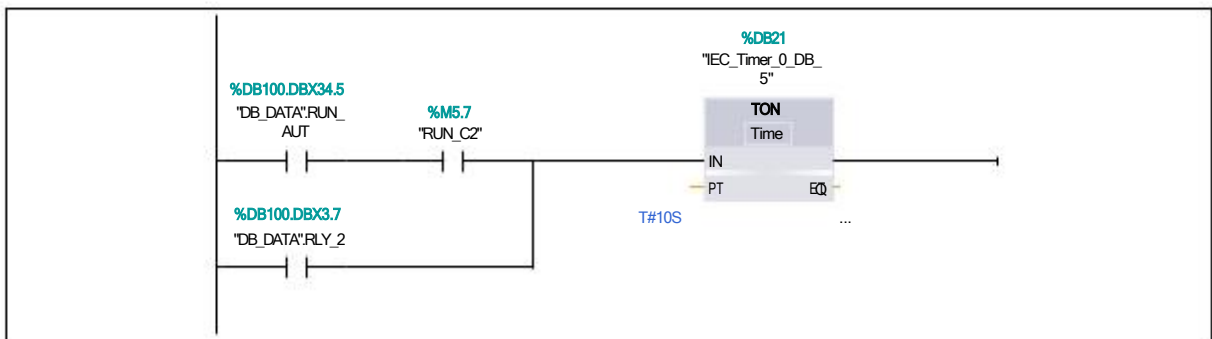 %DB21
"IEC_Timer_0_DB_
5"
%DB100.DBX34.5
"DB_DATA".RUN_
AUT
%M5.7
"RUN_C2"
TON
Time
IN
PT
ET
Q
%DB100.DBX3.7
"DB_DATA".RLY_2
T#10S
...